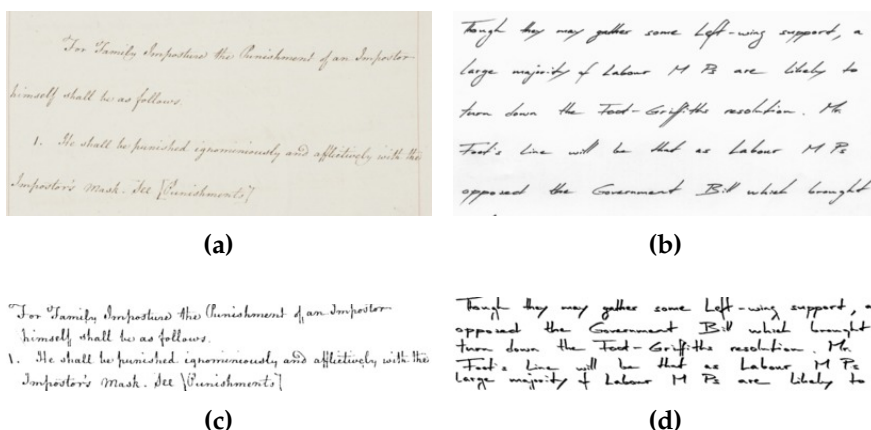 For Family Imposture the Punishment of an Impostor
himself shall be as follows.
1. He shall be punished ignominiously and afflictively with the
Impostor's Mask. See [Punishments]
(a)
Though they may gather some Left-wing support, a
large majority of Labour M Ps are likely to
turn down the Foot-Griffiths resolution. Mr.
Foot's line will be that as Labour M Ps
opposed the Government Bill which brought
(b)
For Family Imposture the Punishment of an Impostor
himself shall be as follows.
1. He shall be punished ignominiously and afflictively with the
Impostor's Mask. See [Punishments]
(c)
Though they may gather some Left-wing support, a
opposed the Government Bill which brought
turn down the Foot-Griffiths resolution. Mr.
Foot's line will be that as Labour M Ps
large majority of Labour M Ps are likely to
(d)